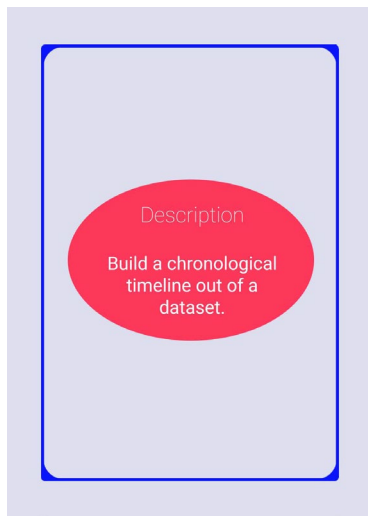 Description
Build a chronological
timeline out of a
dataset.